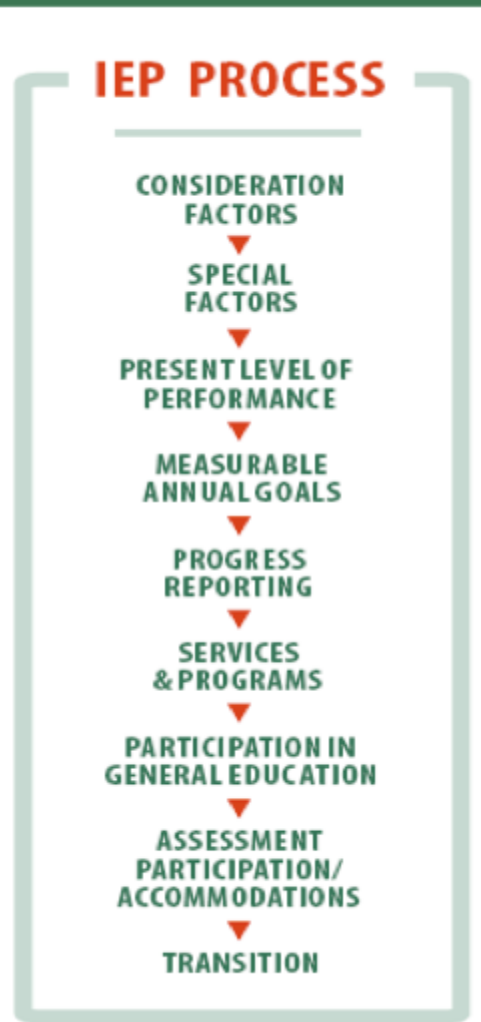 IEP PROCESS
CONSIDERATION
FACTORS
SPECIAL
FACTORS
PRESENT LEVEL OF
PERFORMANCE
MEASURABLE
ANNUAL GOALS
PROGRESS
REPORTING
SERVICES
& PROGRAMS
PARTICIPATION IN
GENERAL EDUCATION
ASSESSMENT
PARTICIPATION/
ACCOMMODATIONS
TRANSITION